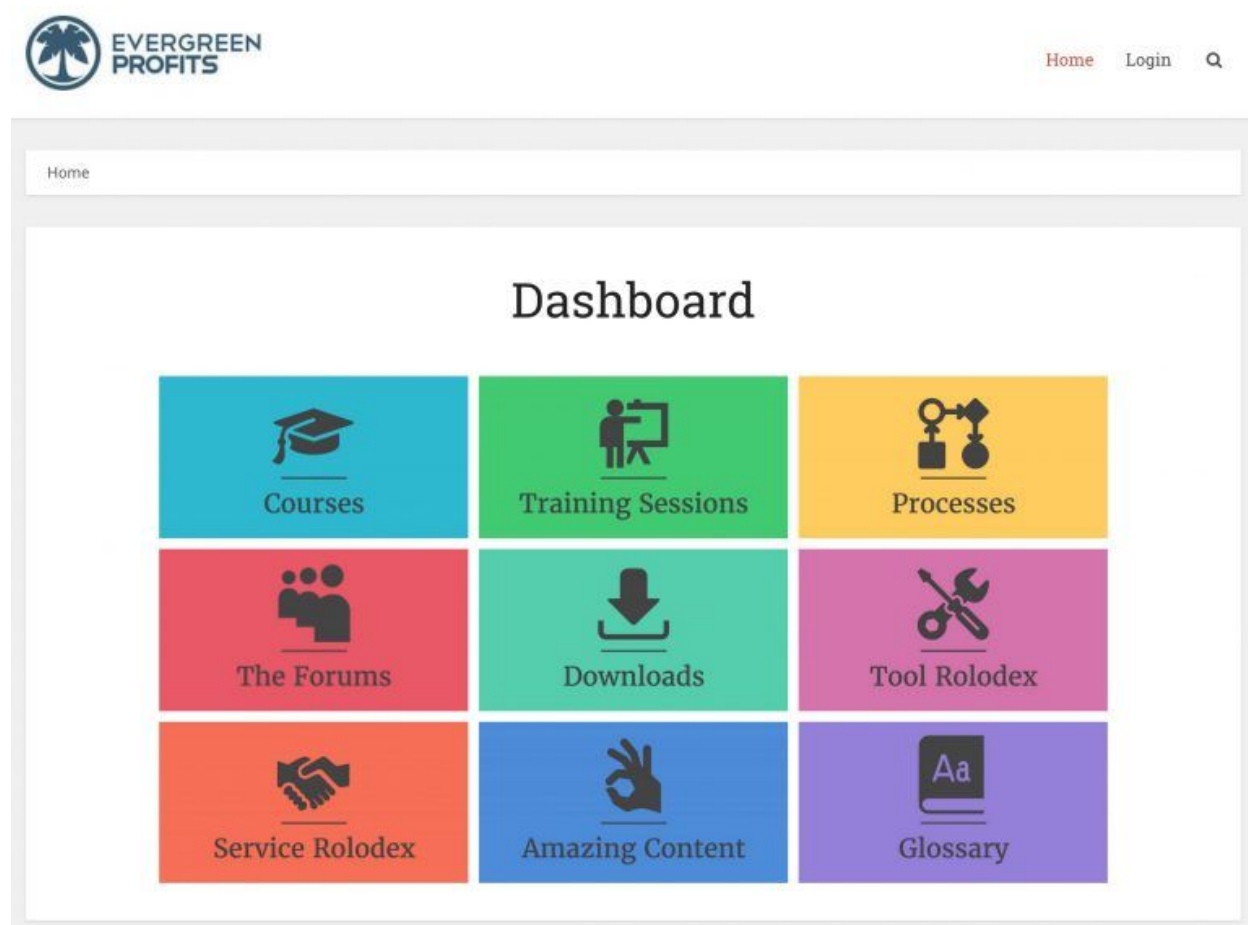 EVERGREEN
PROFITS
Home Login
Home
Dashboard
Courses
Training Sessions
Processes
The Forums
Downloads
Tool Rolodex
Service Rolodex
Amazing Content
Aa
Glossary